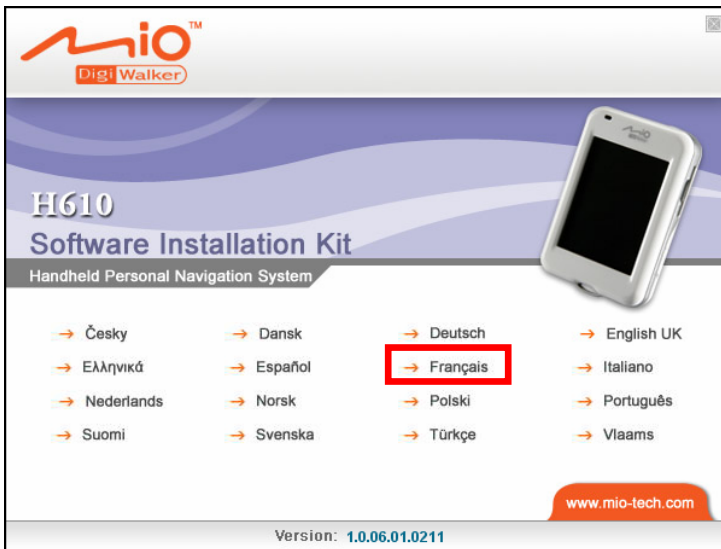 Mio™
Digi Walker
H610
Software Installation Kit
Handheld Personal Navigation System
Česky
Dansk
Deutsch
English UK
Ελληνικά
Español
Français
Italiano
Nederlands
Norsk
Polski
Português
Suomi
Svenska
Türkçe
Vlaams
www.mio-tech.com
Version: 1.0.06.01.0211